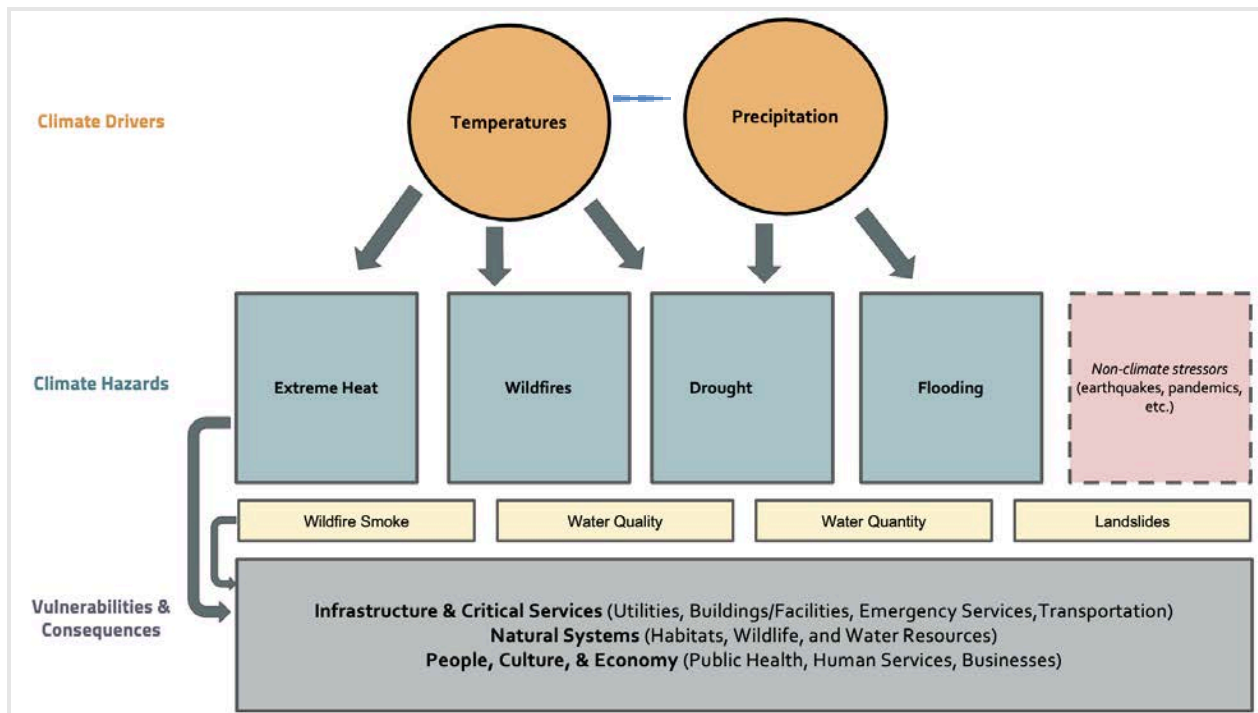 Climate Drivers
Temperatures
Precipitation
Climate Hazards
Extreme Heat
Wildfires
Drought
Flooding
Non-climate stressors
(earthquakes, pandemics,
etc.)
Wildfire Smoke
Water Quality
Water Quantity
Landslides
Vulnerabilities &
Consequences
Infrastructure & Critical Services (Utilities, Buildings/Facilities, Emergency Services,Transportation)
Natural Systems (Habitats, Wildlife, and Water Resources)
People, Culture, & Economy (Public Health, Human Services, Businesses)